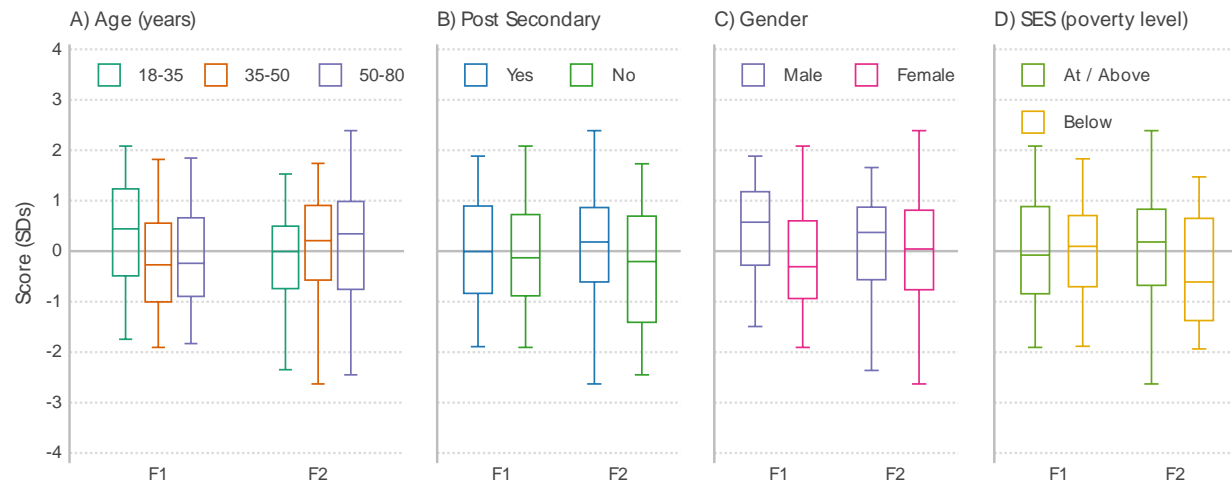 A) Age (years)
B) Post Secondary
C) Gender
D) SES (poverty level)
18-35
35-50
50-80
Yes
No
Male
Female
At / Above
Below
Score (SDs)
4
3
2
1
0
-1
-2
-3
-4
F1
F2
F1
F2
F1
F2
F1
F2